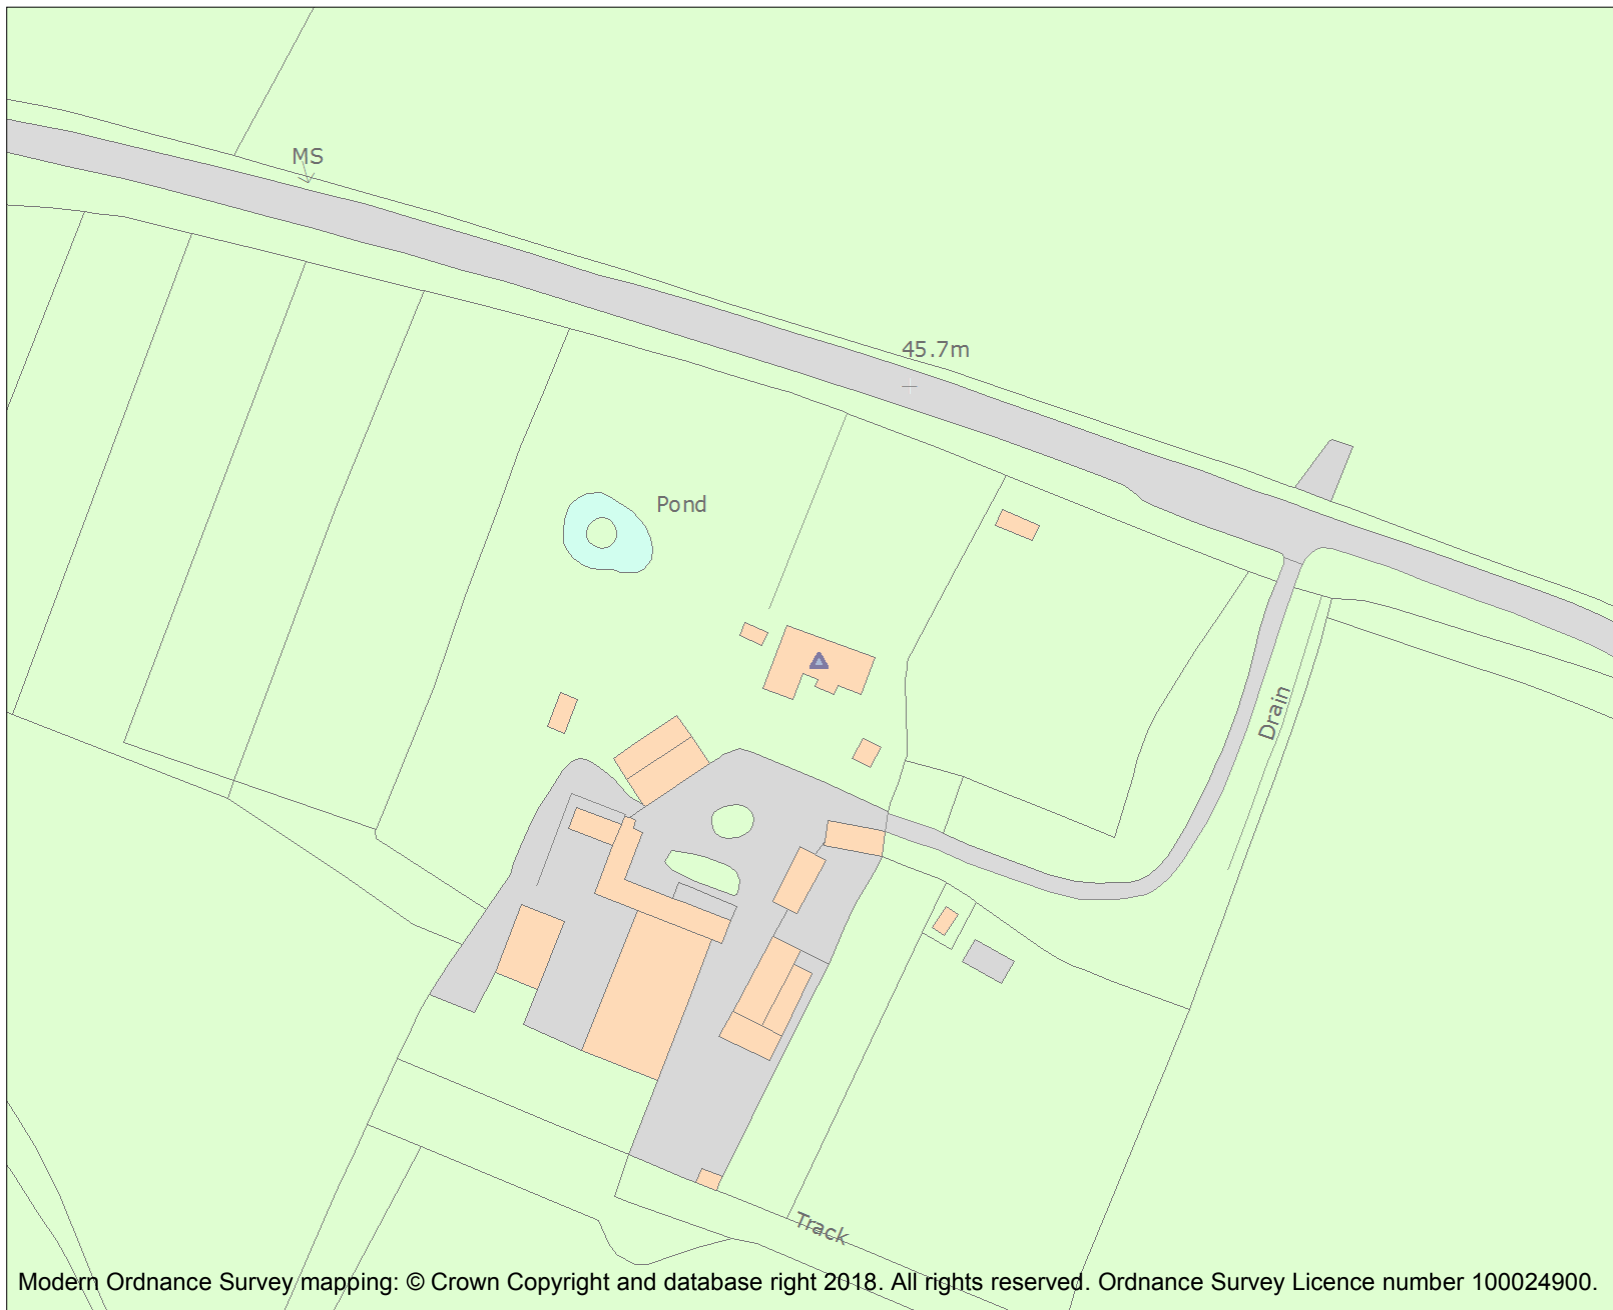 MS
45.7m
Pond
Drain
Track
Modern Ordnance Survey mapping: © Crown Copyright and database right 2018. All rights reserved. Ordnance Survey Licence number 100024900.